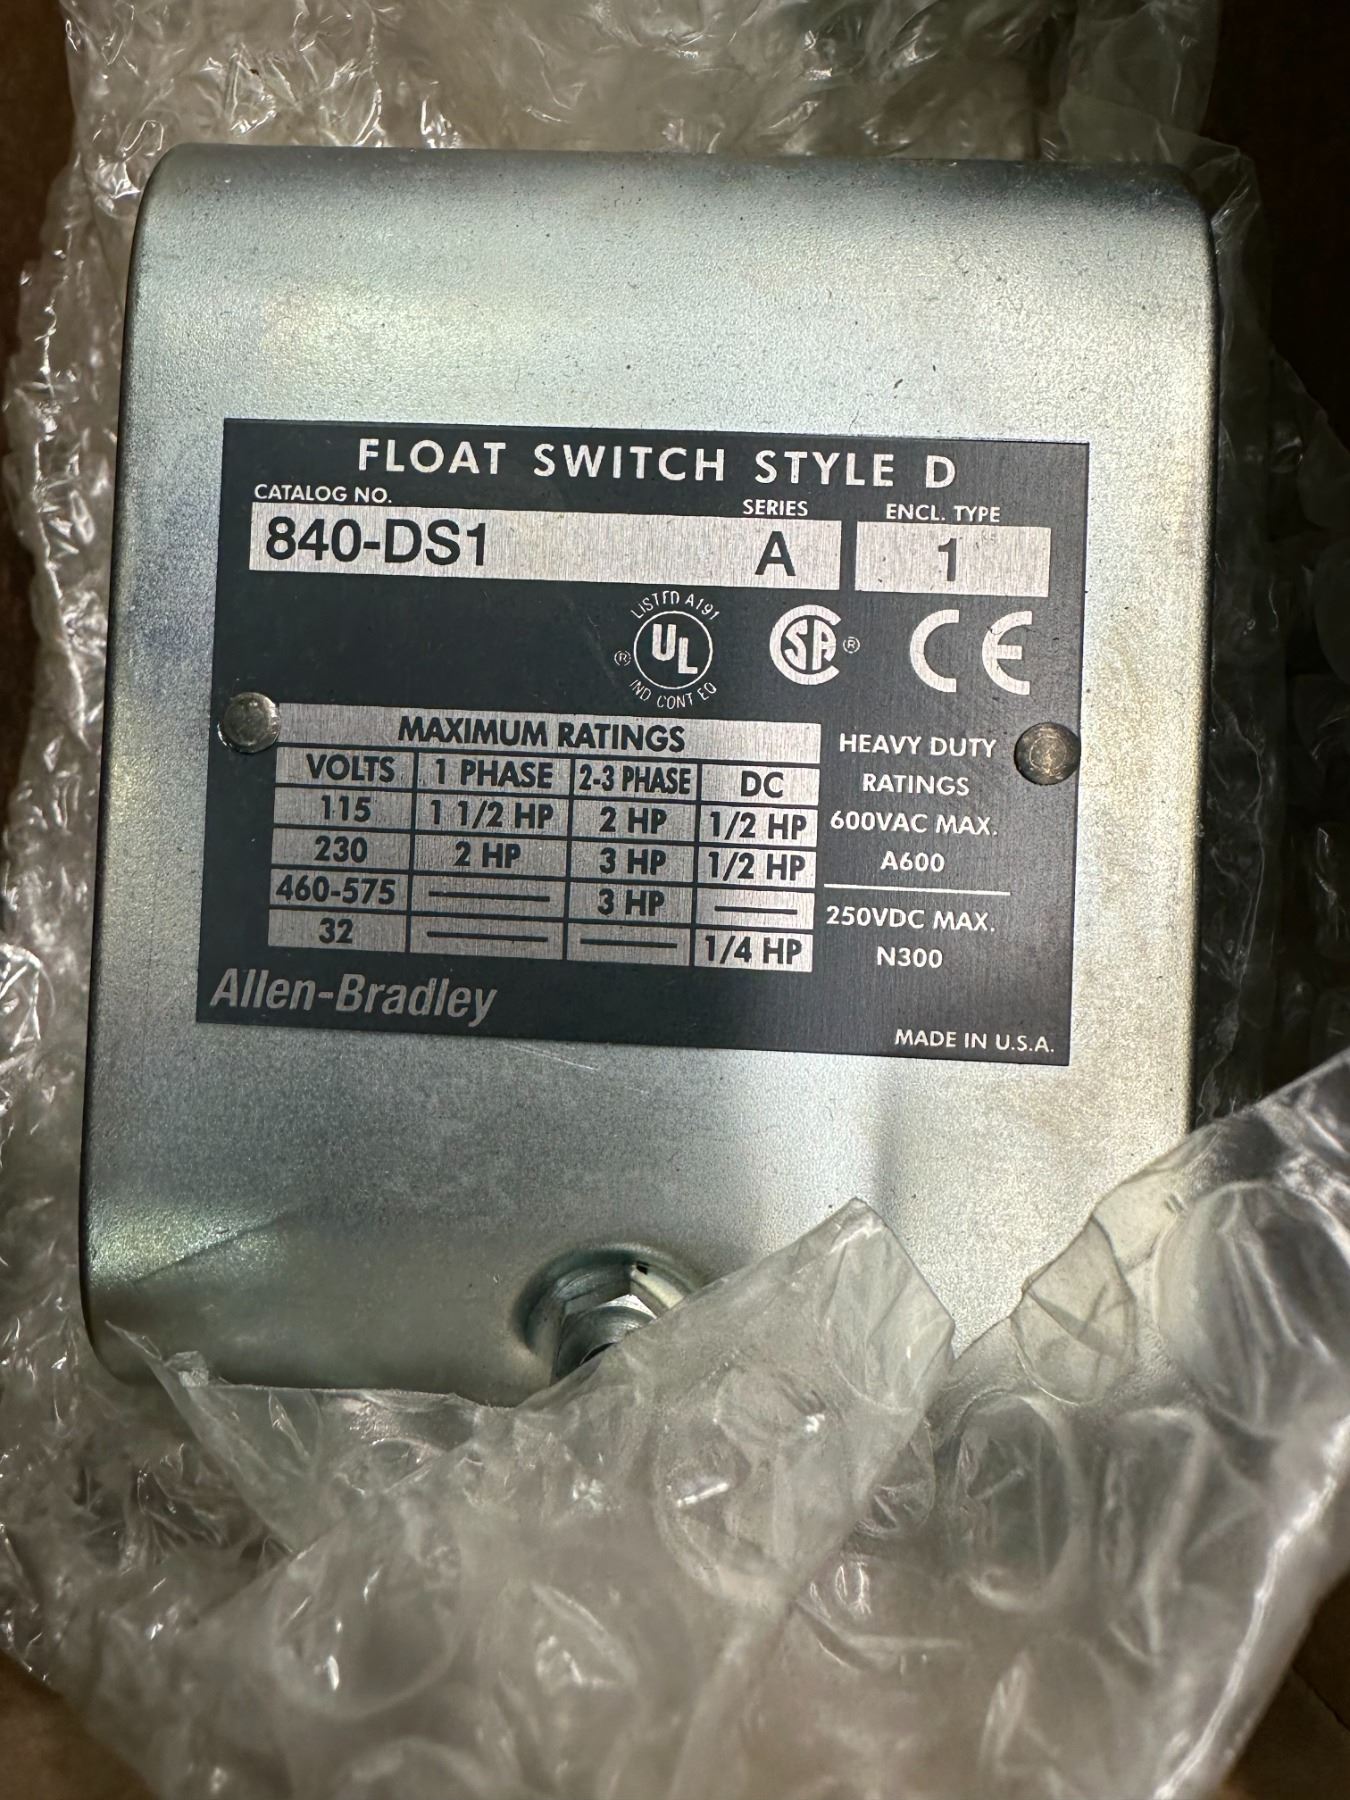 FLOAT SWITCH STYLE D
CATALOG NO. SERIES ENCL. TYPE
840-DS1 A 1
LISTED A191
UL ®
IND CONT EQ
SA ®
CE
MAXIMUM RATINGS
VOLTS 1 PHASE 2-3 PHASE DC
115 1 1/2 HP 2 HP 1/2 HP
230 2 HP 3 HP 1/2 HP
460-575 — 3 HP —
32 — — 1/4 HP
HEAVY DUTY
RATINGS
600VAC MAX.
A600
250VDC MAX.
N300
Allen-Bradley
MADE IN U.S.A.